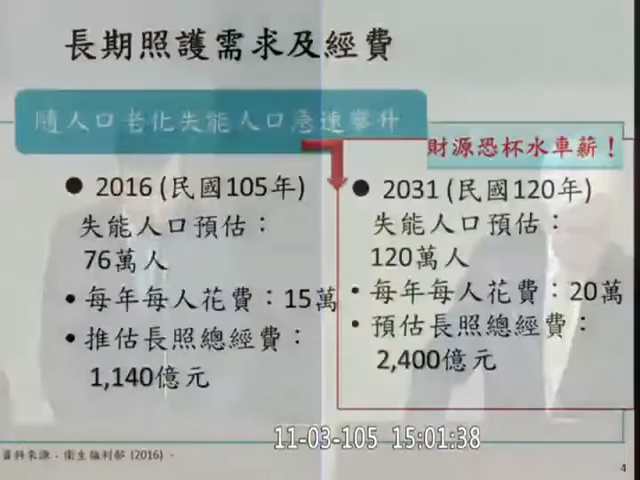 長期照護需求及經費
隨人口老化失能人口急速攀升
財源恐杯水車薪！
● 2016 (民國105年)
失能人口預估：
76萬人
• 每年每人花費：15萬
• 推估長照總經費：
1,140億元
● 2031 (民國120年)
失能人口預估：
120萬人
• 每年每人花費：20萬
• 預估長照總經費：
2,400億元
11-03-105 15:01:38
資料來源：衛生福利部 (2016)。
4